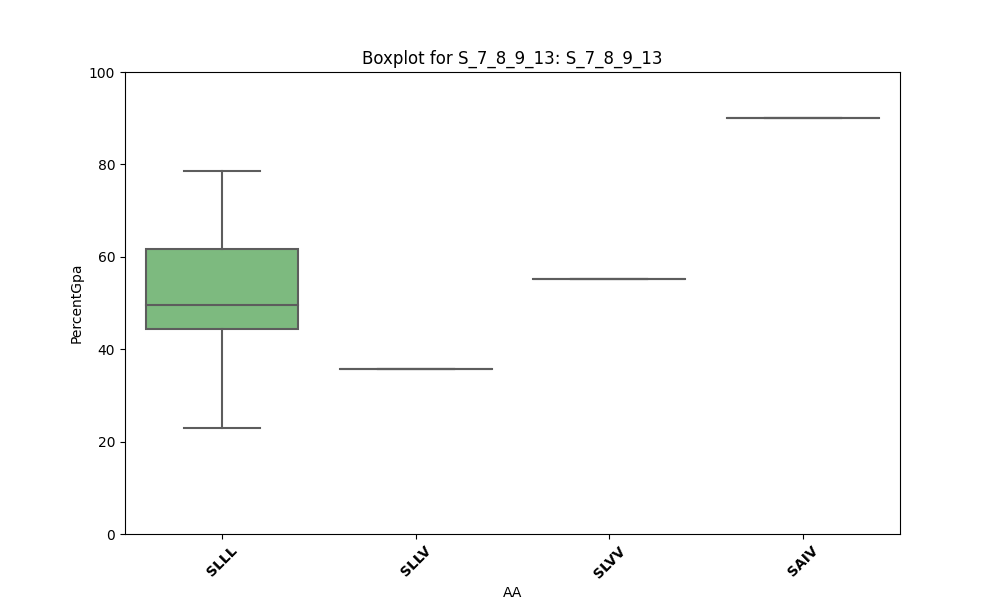 Boxplot for S_7_8_9_13: S_7_8_9_13
100
80
60
40
20
0
PercentGpa
SLLL
SLLV
SLVV
SAIV
AA